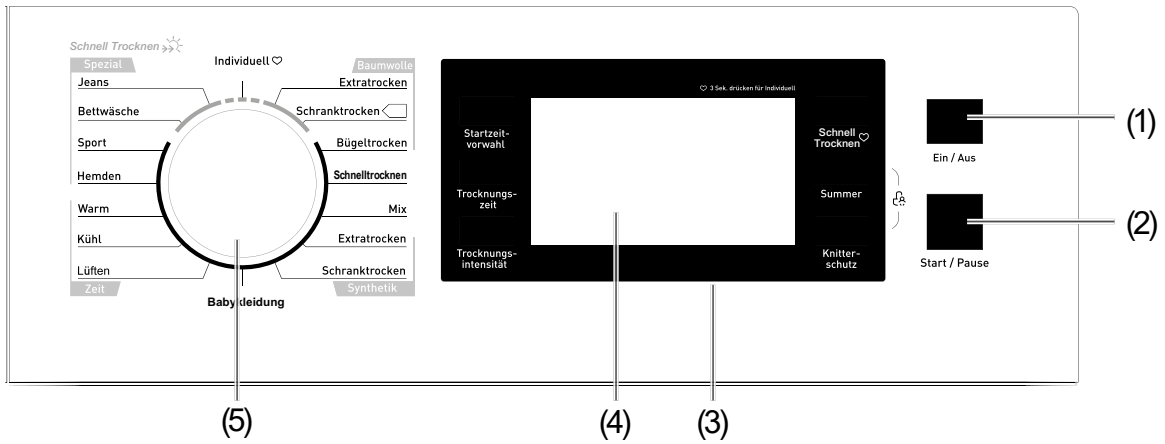 Schnell Trocknen
Spezial
Individuell
Baumwolle
Jeans
Extratrocken
Bettwäsche
Schranktrocken
Sport
Bügeltrocken
Hemden
Schnelltrocknen
Warm
Mix
Kühl
Extratrocken
Lüften
Schranktrocken
Zeit
Babykleidung
Synthetik
3 Sek. drücken für Individuell
Startzeit-
vorwahl
Trocknungs-
zeit
Trocknungs-
intensität
Schnell
Trocknen
Summer
Knitter-
schutz
Ein / Aus
Start / Pause
(1)
(2)
(3)
(4)
(5)